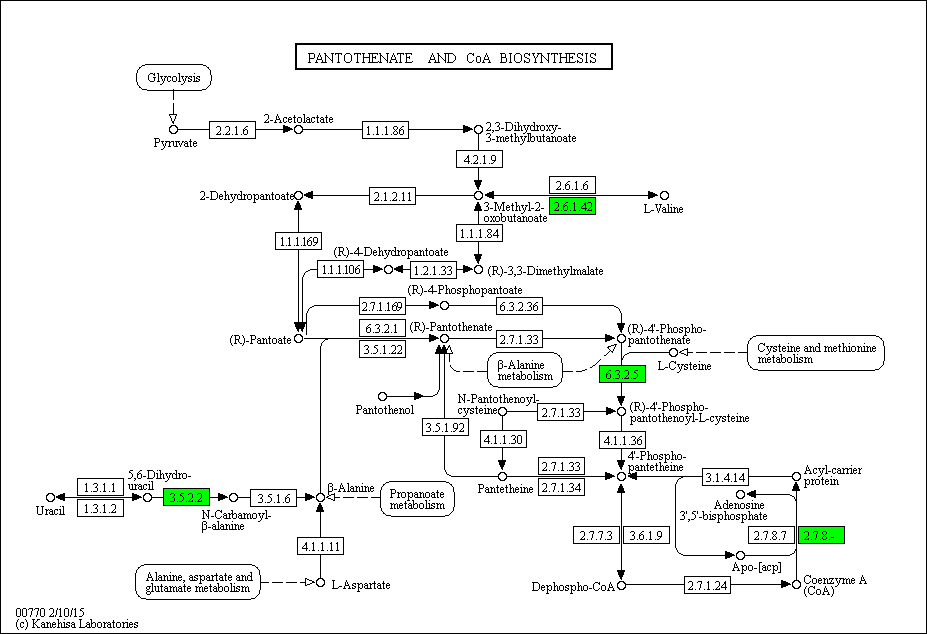 PANTOTHENATE AND CoA BIOSYNTHESIS
Glycolysis
2-Acetolactate
Pyruvate
2.2.1.6
1.1.1.86
2,3-Dihydroxy-
3-methylbutanoate
4.2.1.9
2-Dehydropantoate
2.1.2.11
2.6.1.6
2.6.1.42
3-Methyl-2-
oxobutanoate
L-Valine
1.1.1.84
1.1.1.169
(R)-4-Dehydropantoate
1.1.1.106
1.2.1.33
(R)-3,3-Dimethylmalate
(R)-4-Phosphopantoate
2.7.1.169
6.3.2.36
(R)-Pantoate
6.3.2.1
3.5.1.22
(R)-Pantothenate
2.7.1.33
(R)-4'-Phospho-
pantothenate
Cysteine and methionine
metabolism
L-Cysteine
β-Alanine
metabolism
6.3.2.5
Pantothenol
N-Pantothenoyl-
cysteine
2.7.1.33
(R)-4'-Phospho-
pantothenoyl-L-cysteine
3.5.1.92
4.1.1.30
4.1.1.36
4'-Phospho-
pantetheine
2.7.1.33
2.7.1.34
Pantetheine
3.1.4.14
Acyl-carrier
protein
Adenosine
3',5'-bisphosphate
5,6-Dihydro-
uracil
1.3.1.1
1.3.1.2
Uracil
3.5.2.2
N-Carbamoyl-
β-alanine
3.5.1.6
β-Alanine
Propanoate
metabolism
2.7.7.3
3.6.1.9
2.7.8.7
2.7.8.-
4.1.1.11
Apo-[acp]
Alanine, aspartate and
glutamate metabolism
L-Aspartate
Dephospho-CoA
2.7.1.24
Coenzyme A
(CoA)
00770 2/10/15
(c) Kanehisa Laboratories